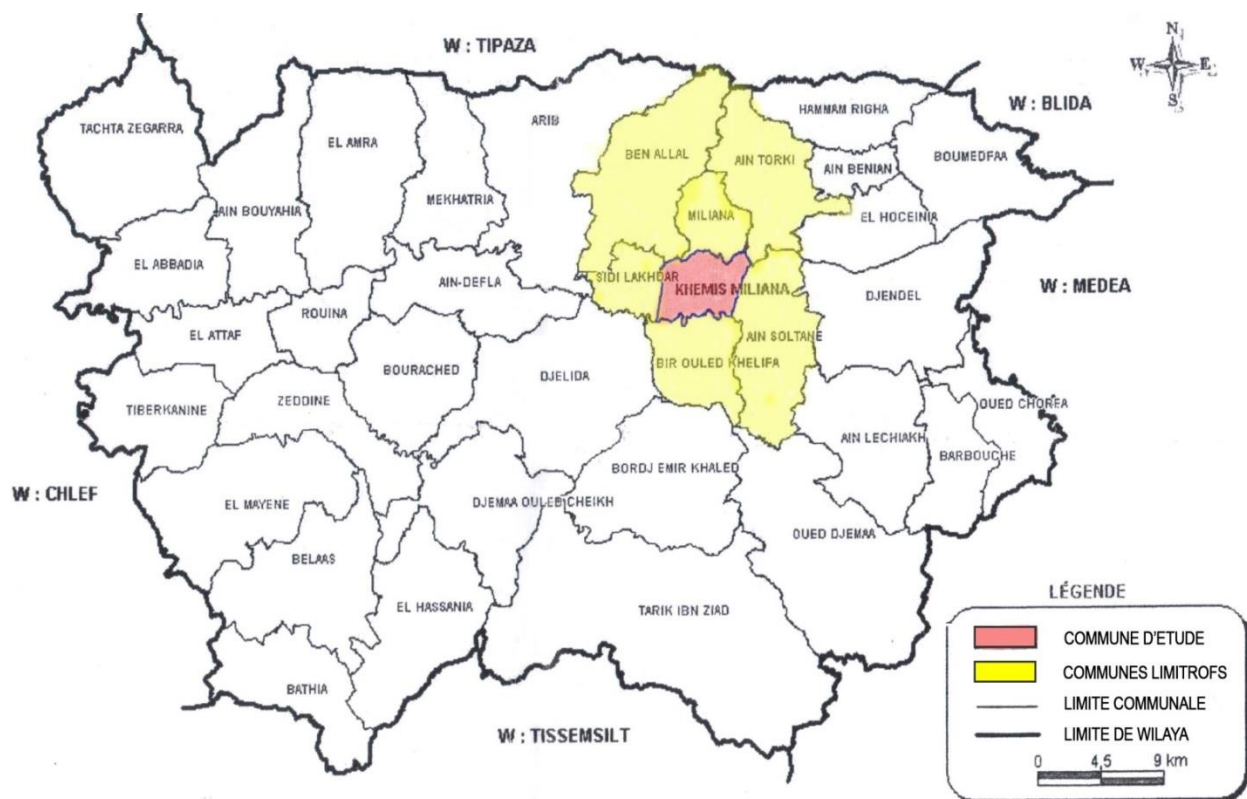 W : TIPAZA
N
W E
S
W : BLIDA
TACHTA ZEGARRA
EL AMRA
ARIB
HAMMAM RIGHA
BEN ALLAL
AIN TORKI
BOUMEDFAA
AIN BENIAN
MEKHATRIA
AIN BOUYAHIA
MILIANA
EL HOCEINIA
EL ABBADIA
AIN-DEFLA
SIDI LAKHDAR
KHEMIS MILIANA
DJENDEL
W : MEDEA
ROUINA
EL ATTAF
AIN SOLTANE
BOURACHED
BIR OULED KHELIFA
DJELIDA
TIBERKANINE
ZEDDINE
OUED CHOREA
AIN LECHIAKH
BARBOUCHE
BORDJ EMIR KHALED
W : CHLEF
EL MAYENE
DJEMAA OULEB CHEIKH
OUED DJEMAA
BELAAS
EL HASSANIA
TARIK IBN ZIAD
BATHIA
W : TISSEMSILT
LÉGENDE
COMMUNE D'ETUDE
COMMUNES LIMITROFS
LIMITE COMMUNALE
LIMITE DE WILAYA
0 4,5 9 km